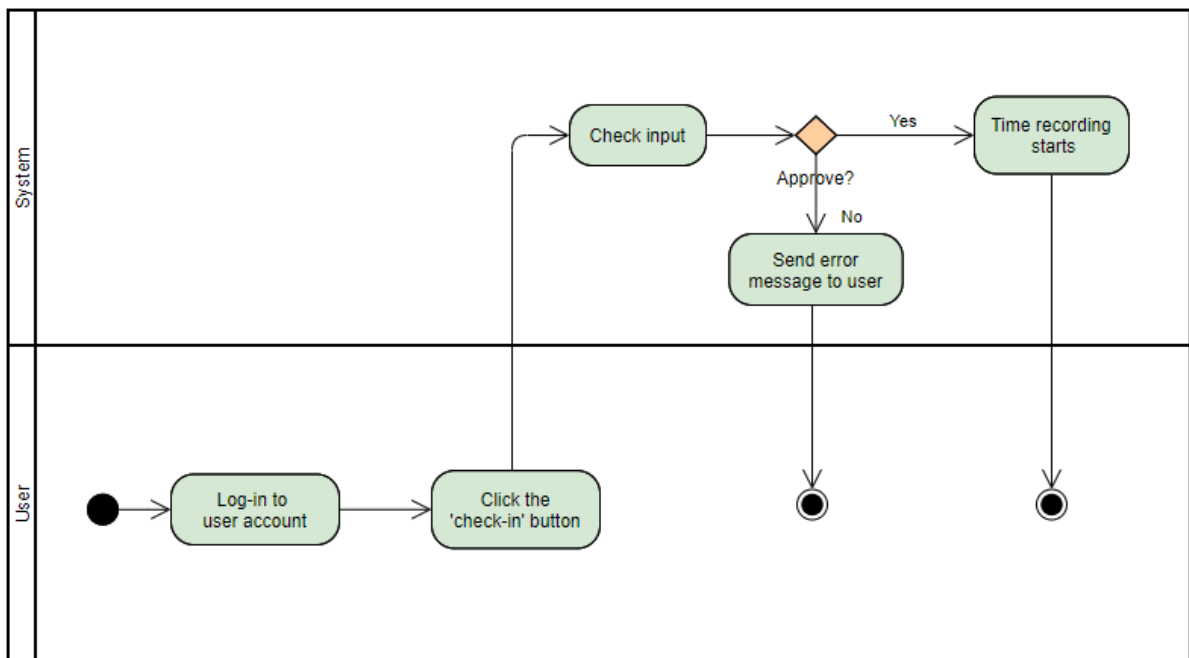 System
Check input
Yes
Time recording
starts
Approve?
No
Send error
message to user
User
Log-in to
user account
Click the
'check-in' button